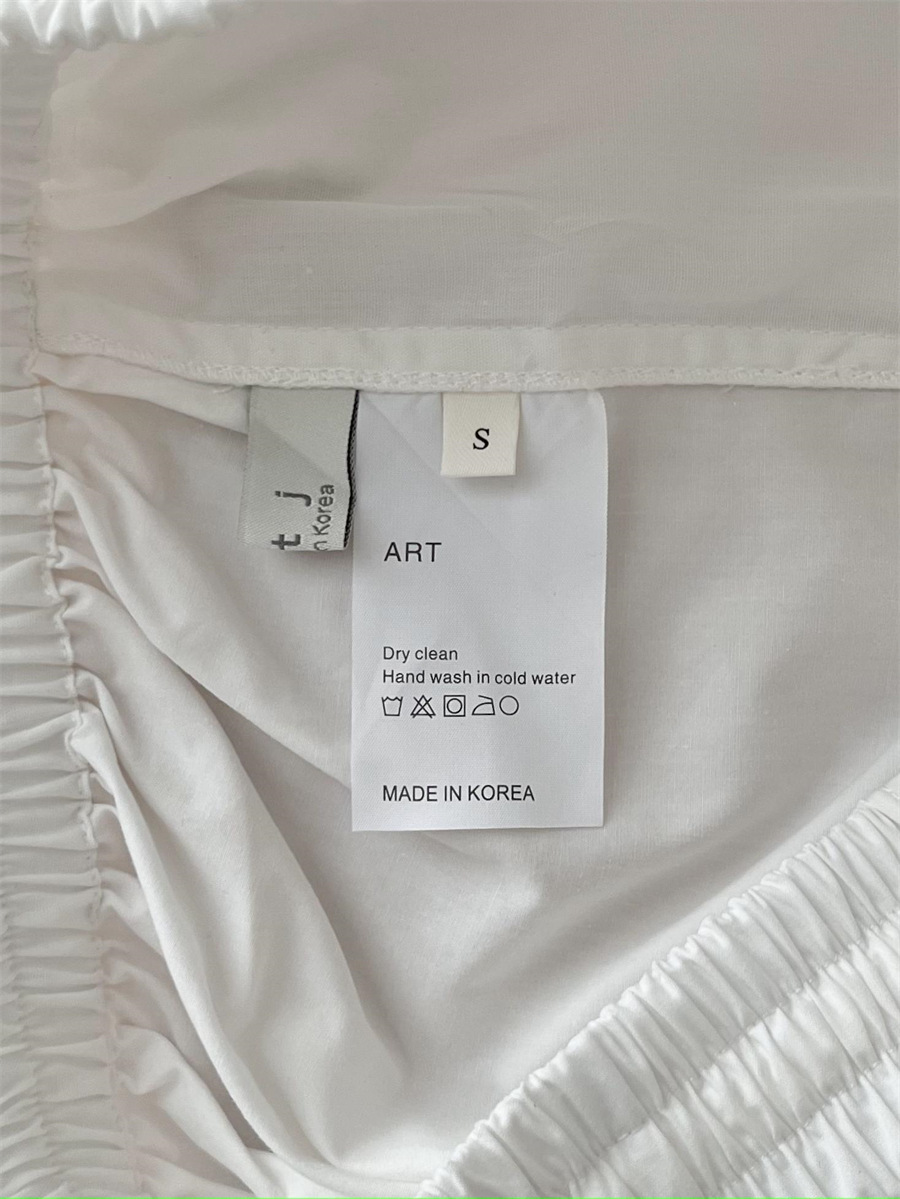 S
t j
n Korea
ART
Dry clean
Hand wash in cold water
MADE IN KOREA